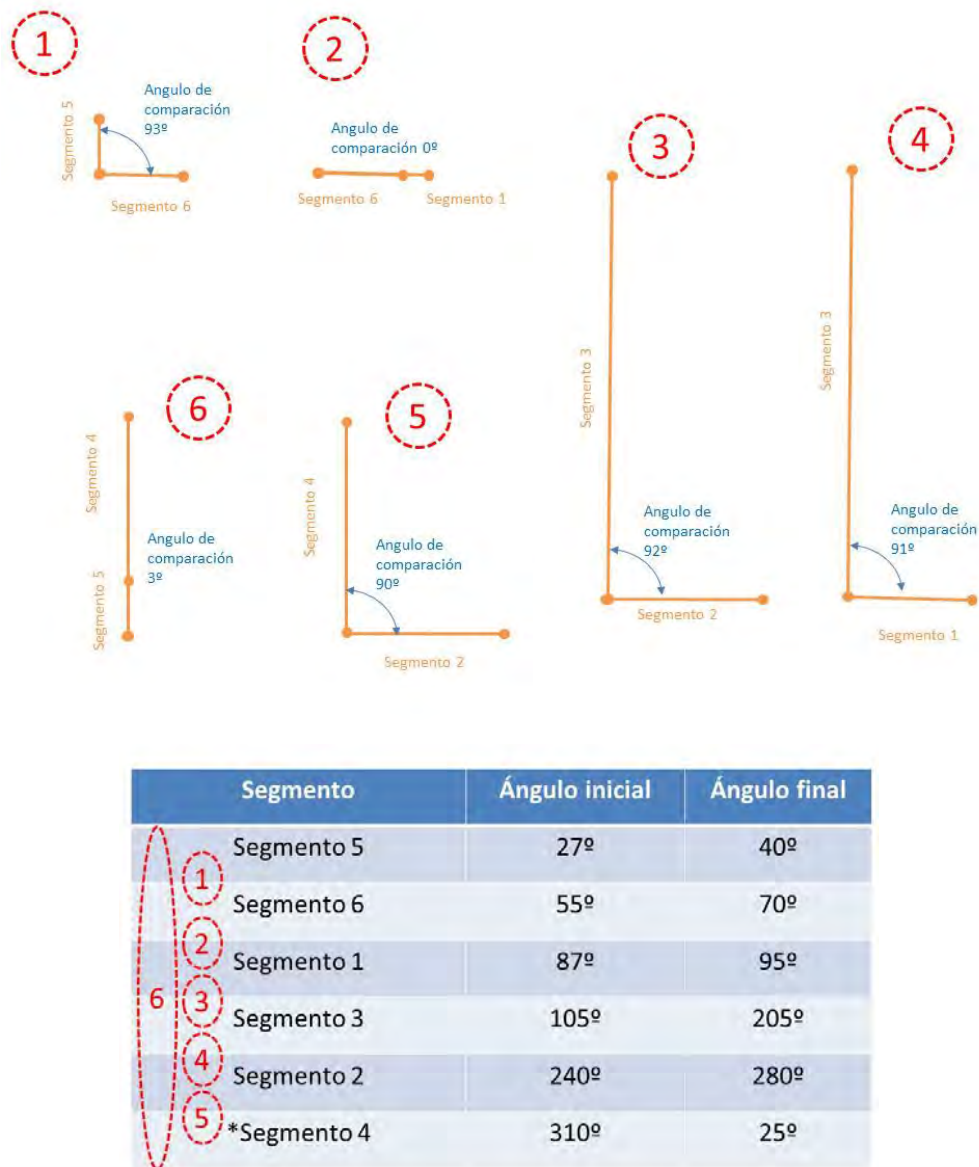 1
Angulo de
comparación
93º
Segmento 5
Segmento 6
2
Angulo de
comparación 0º
Segmento 6
Segmento 1
3
Segmento 3
Angulo de
comparación
92º
Segmento 2
4
Segmento 3
Angulo de
comparación
91º
Segmento 1
6
Segmento 4
Angulo de
comparación
3º
Segmento 5
5
Segmento 4
Angulo de
comparación
90º
Segmento 2
Segmento Ángulo inicial Ángulo final
Segmento 5 27º 40º
1
Segmento 6 55º 70º
2
Segmento 1 87º 95º
6
3
Segmento 3 105º 205º
4
Segmento 2 240º 280º
5
*Segmento 4 310º 25º